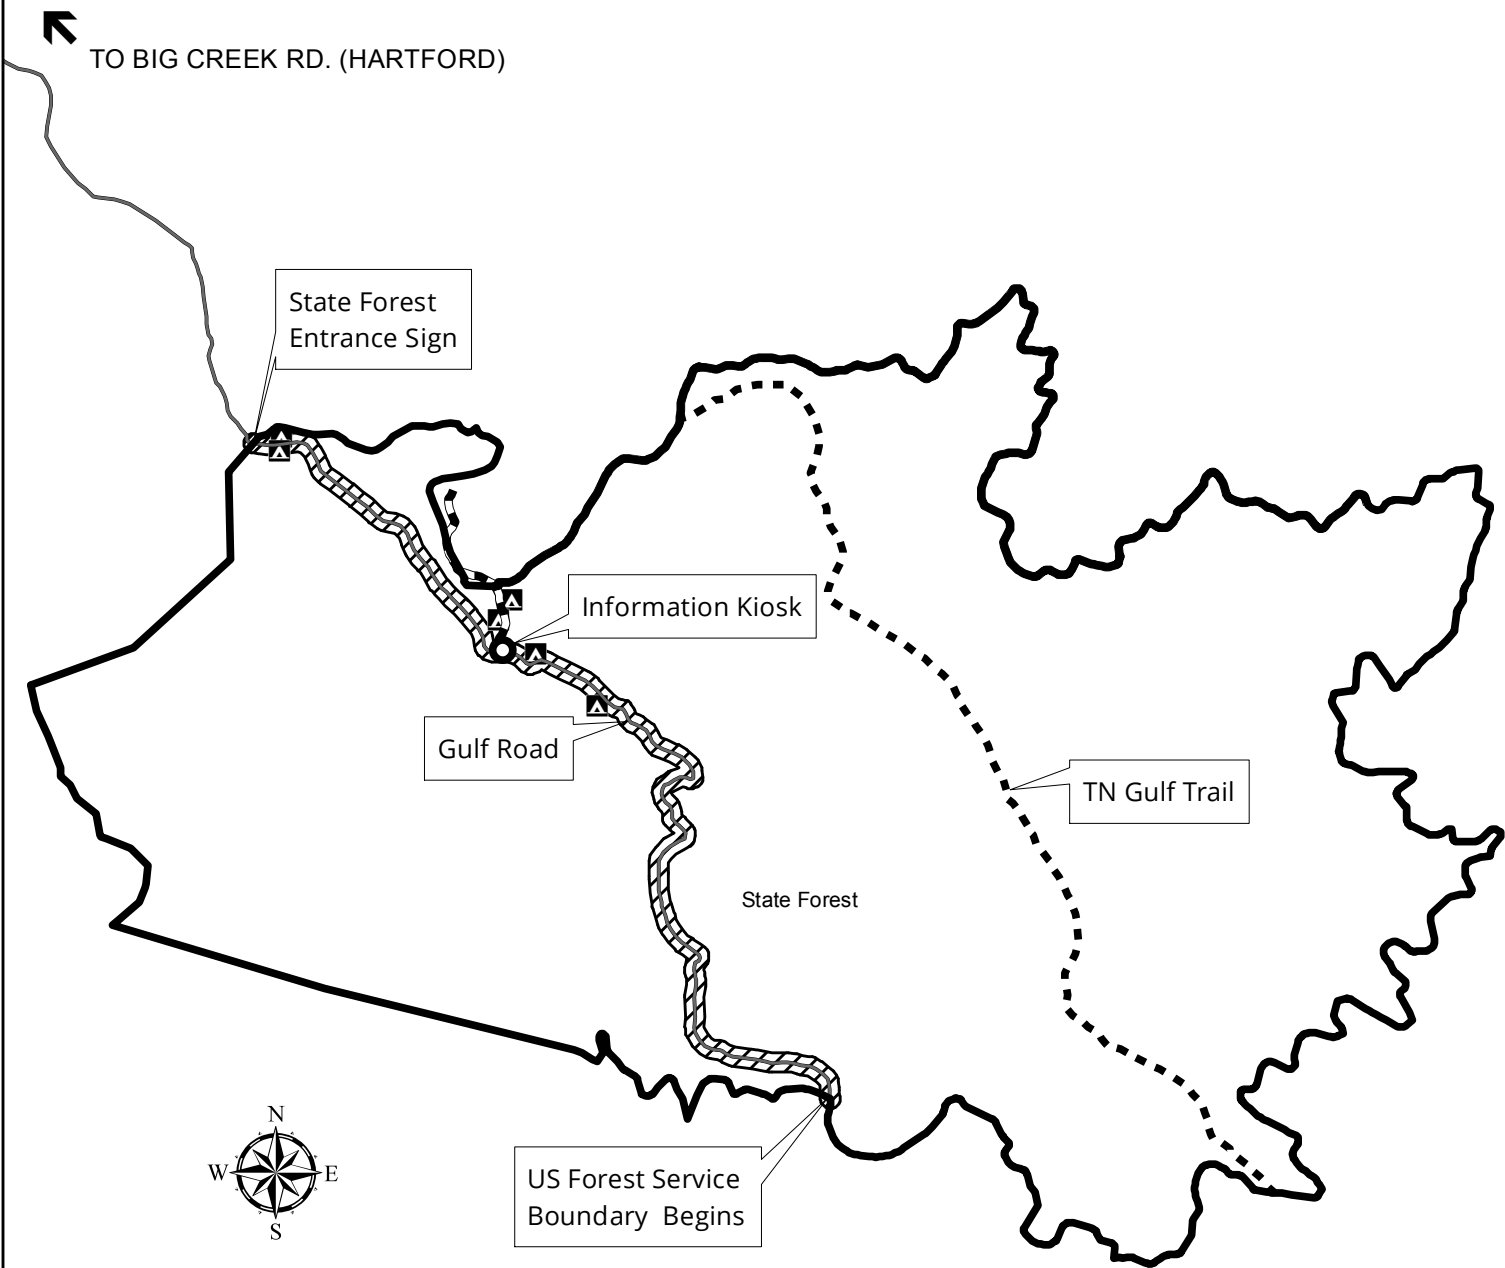 TO BIG CREEK RD. (HARTFORD)
State Forest
Entrance Sign
Information Kiosk
Gulf Road
TN Gulf Trail
State Forest
N
W
E
S
US Forest Service
Boundary Begins